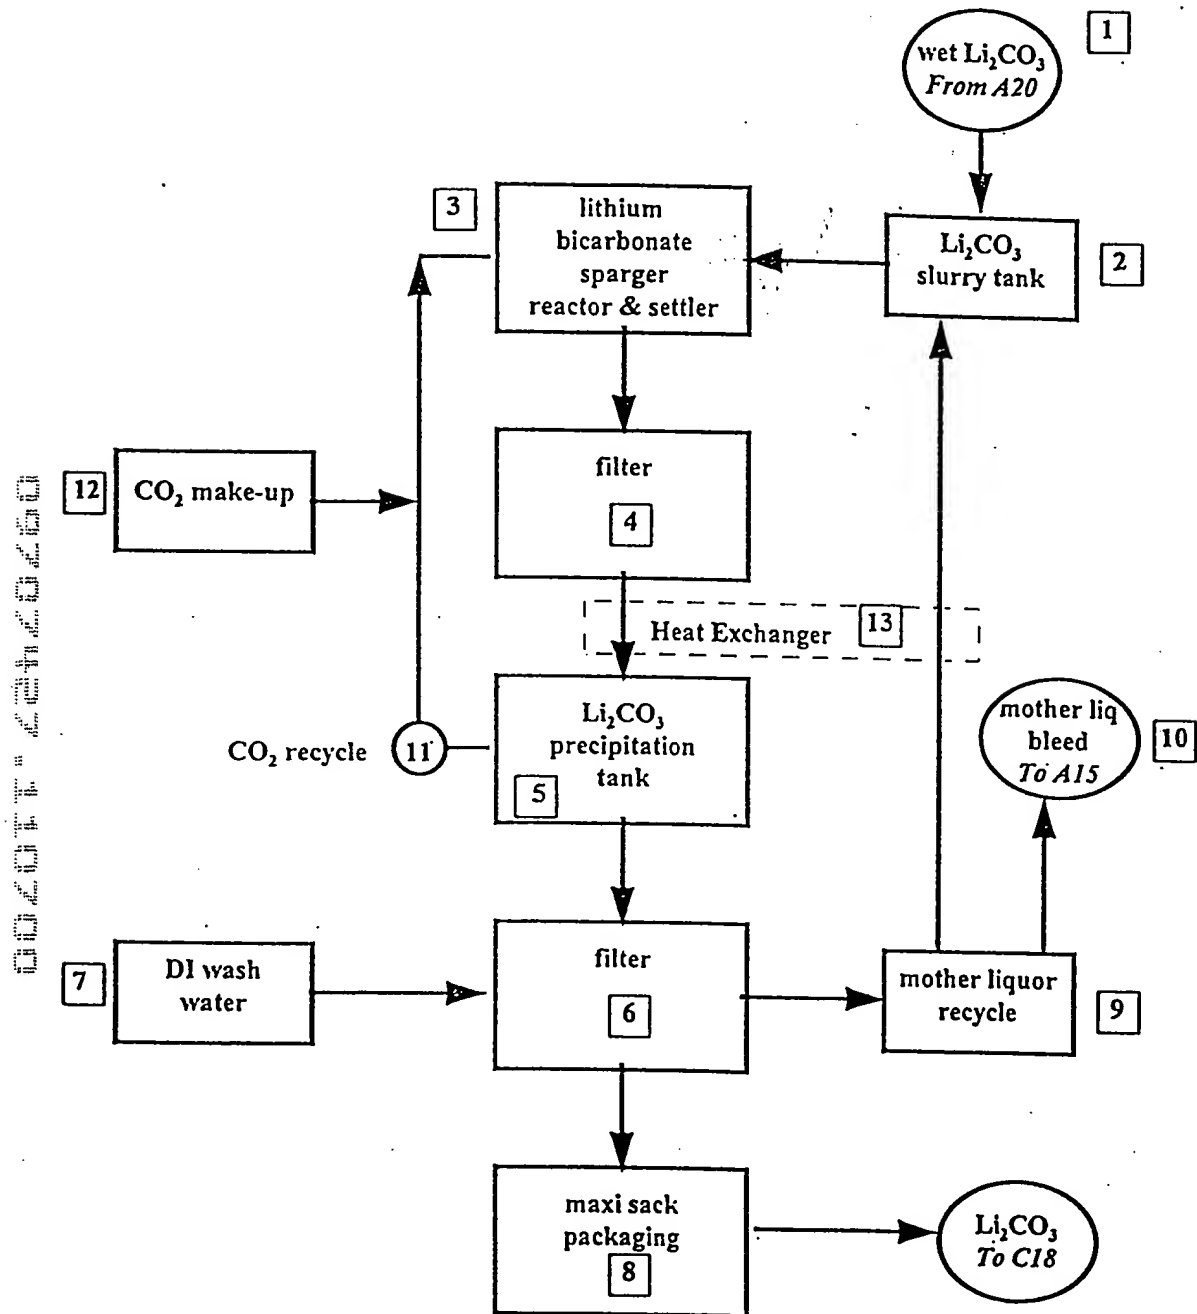 1
wet Li₂CO₃
From A20
3
lithium
bicarbonate
sparger
reactor & settler
Li₂CO₃
slurry tank
2
12
CO₂ make-up
filter
4
Heat Exchanger
13
CO₂ recycle
11
Li₂CO₃
precipitation
tank
5
mother liq
bleed
To A15
10
7
DI wash
water
filter
6
mother liquor
recycle
9
maxi sack
packaging
8
Li₂CO₃
To C18